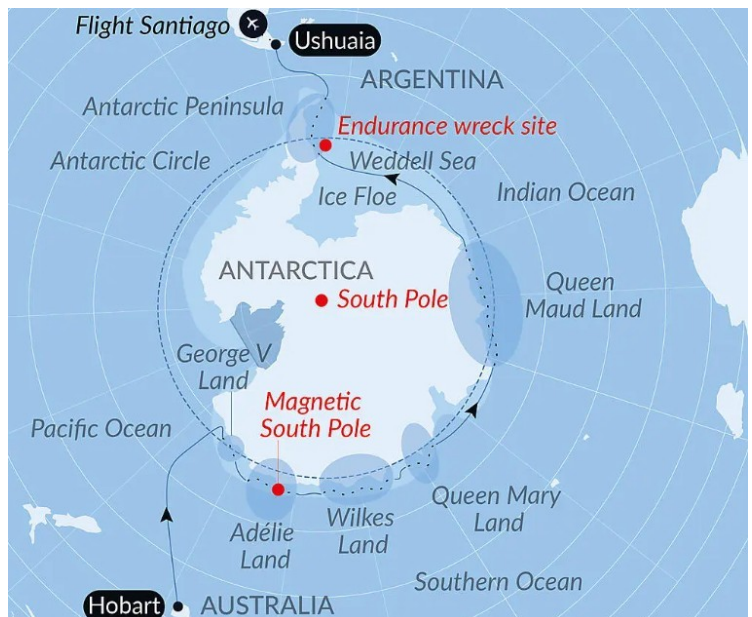 Flight Santiago
Ushuaia
ARGENTINA
Antarctic Peninsula
Endurance wreck site
Antarctic Circle
Weddell Sea
Ice Floe
Indian Ocean
ANTARCTICA
South Pole
Queen
Maud Land
George V
Land
Magnetic
South Pole
Pacific Ocean
Queen Mary
Land
Adélie
Land
Wilkes
Land
Southern Ocean
Hobart
AUSTRALIA